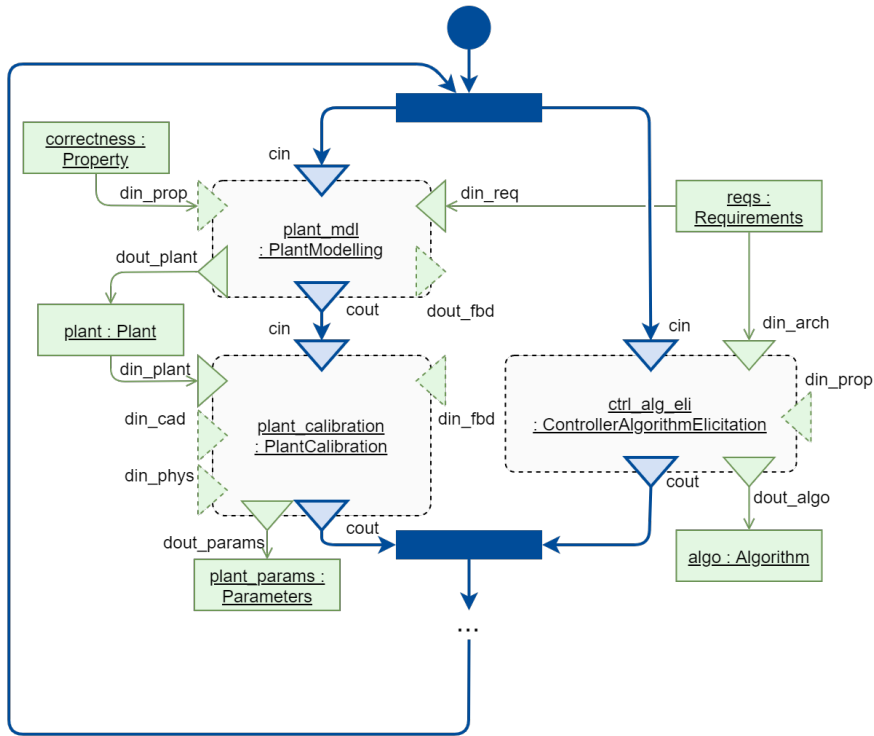 correctness :
Property
cin
din_prop
din_req
reqs :
Requirements
plant_mdl
: PlantModelling
dout_plant
cout
dout_fbd
plant : Plant
cin
cin
din_arch
din_plant
din_prop
din_cad
plant_calibration
: PlantCalibration
din_fbd
ctrl_alg_eli
: ControllerAlgorithmElicitation
din_phys
cout
cout
dout_algo
dout_params
plant_params :
Parameters
algo : Algorithm
...